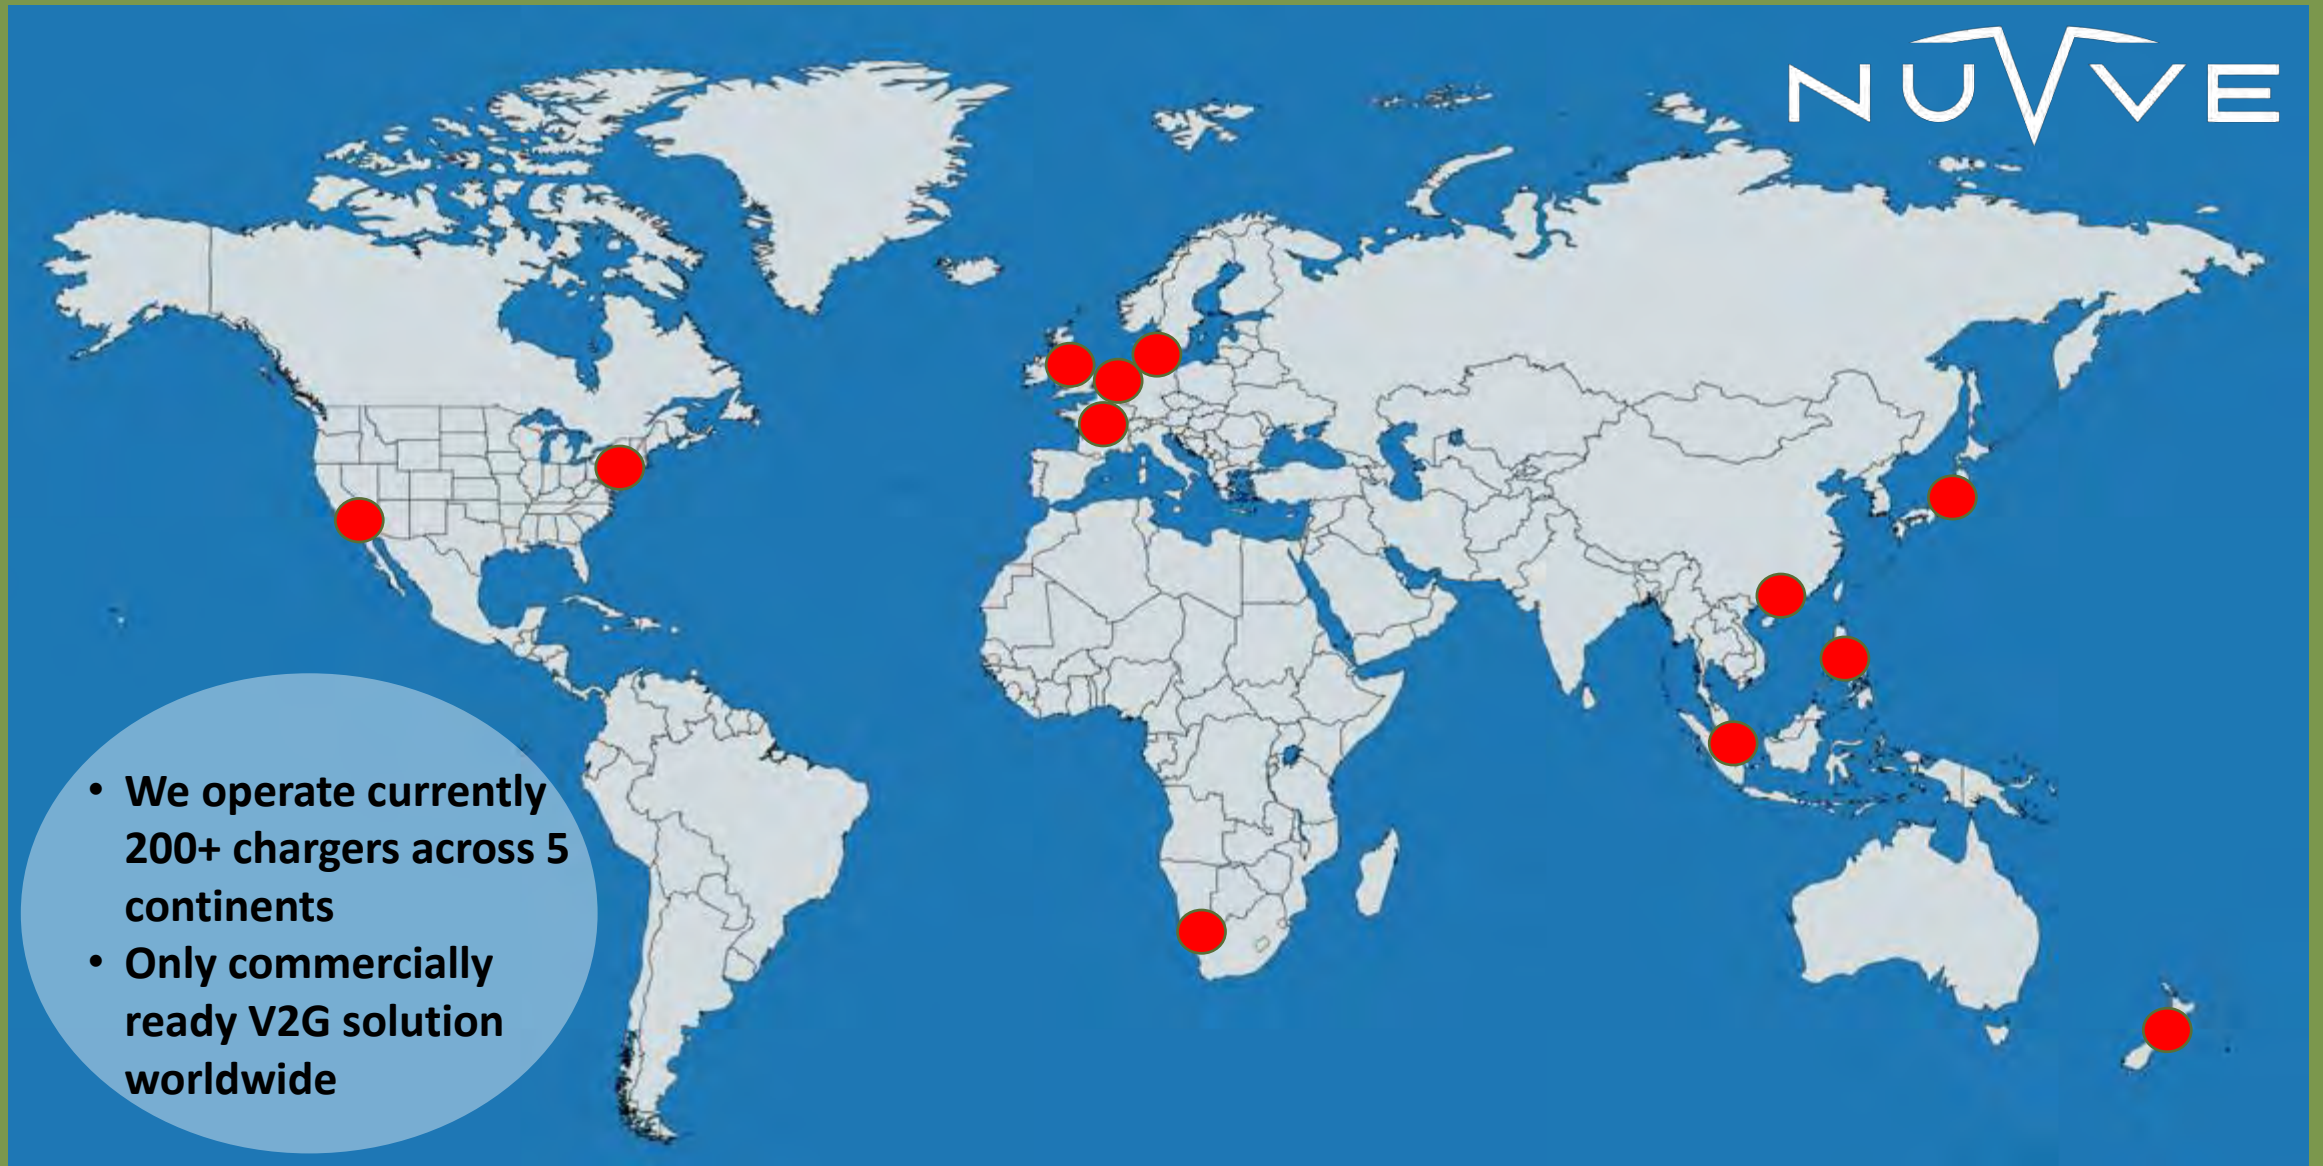 NUVVE
• We operate currently
200+ chargers across 5
continents
• Only commercially
ready V2G solution
worldwide